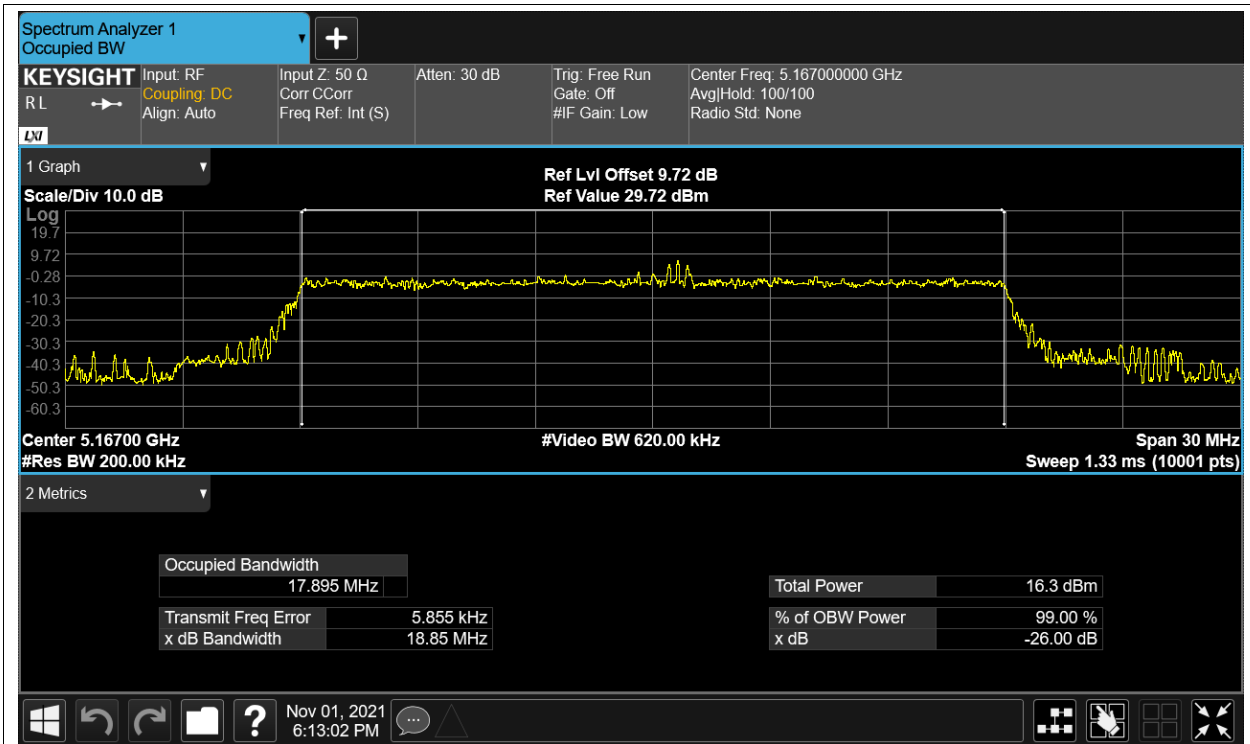 Spectrum Analyzer 1
Occupied BW
KEYSIGHT
R L
LXI
Input: RF
Coupling: DC
Align: Auto
Input Z: 50 Ω
Corr CCorr
Freq Ref: Int (S)
Atten: 30 dB
Trig: Free Run
Gate: Off
#IF Gain: Low
Center Freq: 5.167000000 GHz
Avg|Hold: 100/100
Radio Std: None
1 Graph
Scale/Div 10.0 dB
Ref Lvl Offset 9.72 dB
Ref Value 29.72 dBm
Log
19.7
9.72
-0.28
-10.3
-20.3
-30.3
-40.3
-50.3
-60.3
Center 5.16700 GHz
#Res BW 200.00 kHz
#Video BW 620.00 kHz
Span 30 MHz
Sweep 1.33 ms (10001 pts)
2 Metrics
Occupied Bandwidth
17.895 MHz
Transmit Freq Error 5.855 kHz
x dB Bandwidth 18.85 MHz
Total Power 16.3 dBm
% of OBW Power 99.00 %
x dB -26.00 dB
?
Nov 01, 2021
6:13:02 PM